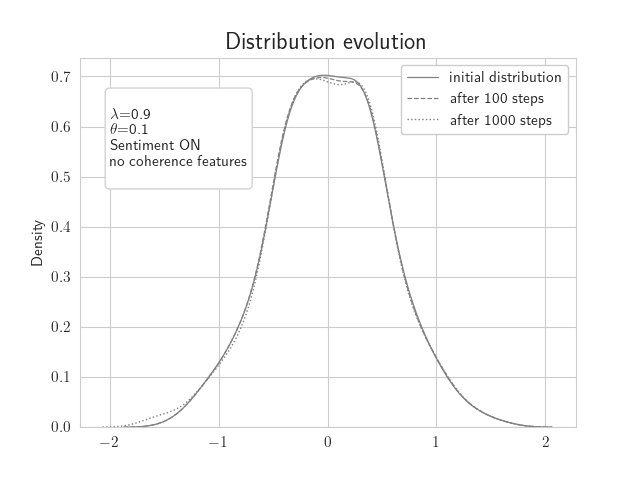 Distribution evolution
initial distribution
after 100 steps
after 1000 steps
λ=0.9
θ=0.1
Sentiment ON
no coherence features
Density
0.7
0.6
0.5
0.4
0.3
0.2
0.1
0.0
−2
−1
0
1
2